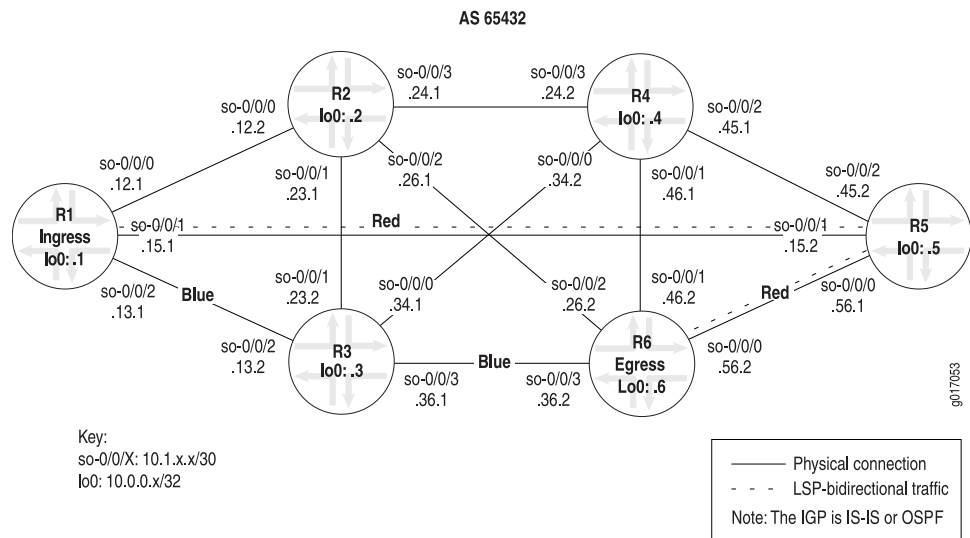 AS 65432
so-0/0/3
.24.1
so-0/0/3
.24.2
R2
lo0: .2
R4
lo0: .4
so-0/0/0
.12.2
so-0/0/2
.45.1
so-0/0/0
.12.1
so-0/0/1
.23.1
so-0/0/2
.26.1
so-0/0/0
.34.2
so-0/0/1
.46.1
so-0/0/2
.45.2
R1
Ingress
lo0: .1
so-0/0/1
.15.1
Red
so-0/0/1
.15.2
R5
lo0: .5
so-0/0/2
.13.1
Blue
so-0/0/1
.23.2
so-0/0/0
.34.1
.26.2
so-0/0/1
.46.2
Red
so-0/0/0
.56.1
so-0/0/2
.13.2
R3
lo0: .3
Blue
R6
Egress
Lo0: .6
so-0/0/0
.56.2
so-0/0/3
.36.1
so-0/0/3
.36.2
g017053
Key:
so-0/0/X: 10.1.x.x/30
lo0: 10.0.0.x/32
Physical connection
LSP-bidirectional traffic
Note: The IGP is IS-IS or OSPF